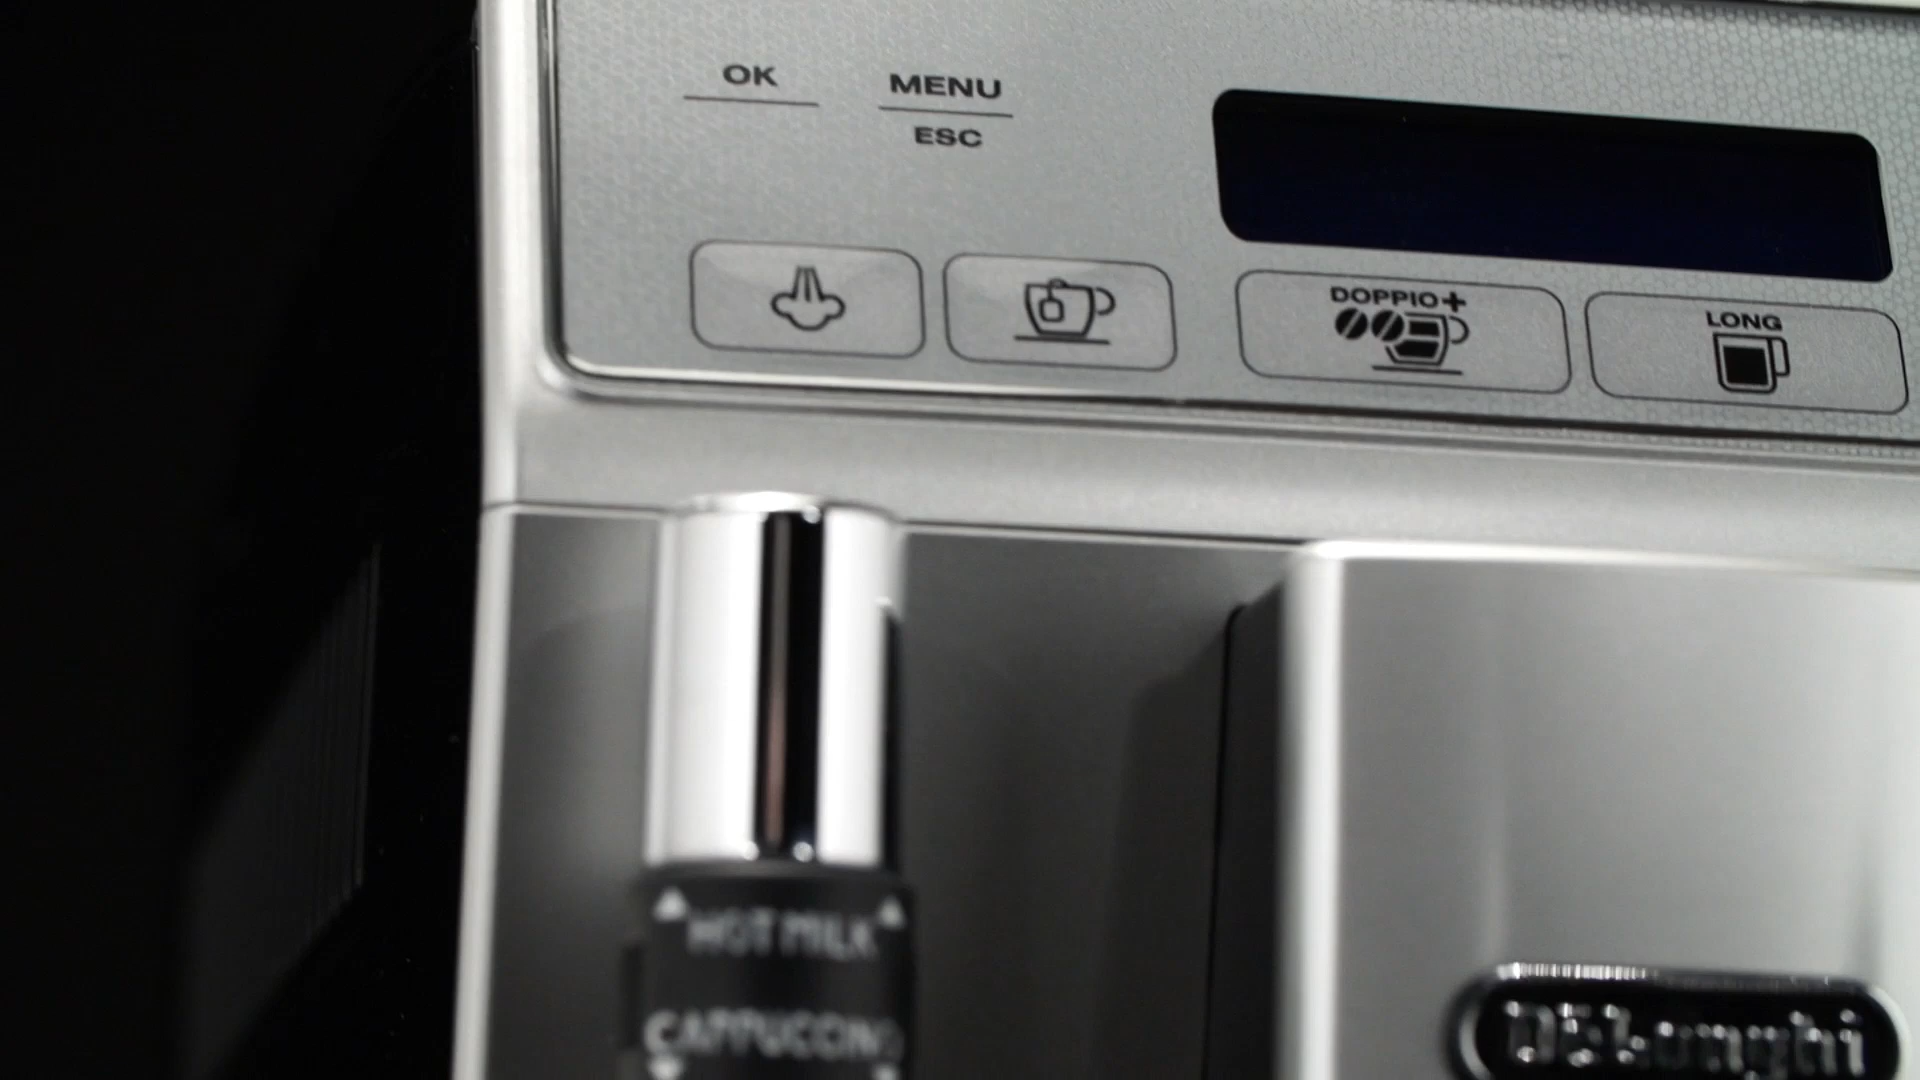 OK
MENU
ESC
DOPPIO+
LONG
HOT MILK
CAPPUCCINO
DeLonghi